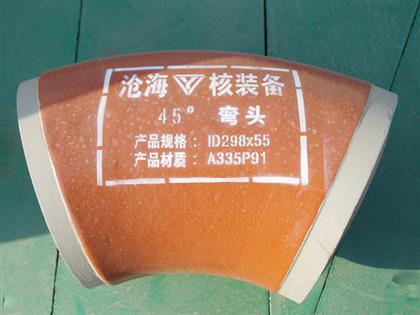 沧海 核装备
45° 弯头
产品规格：ID298x55
产品材质：A335P91